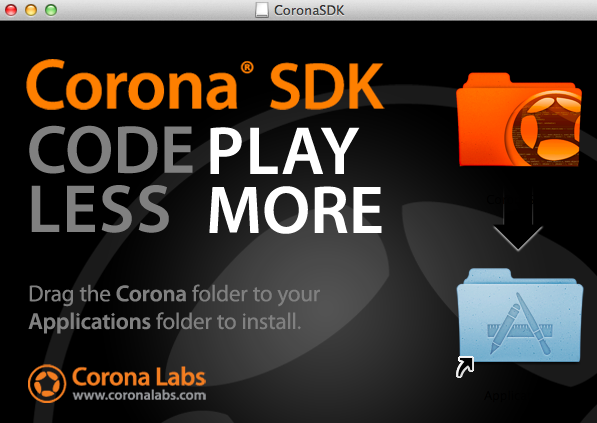 CoronaSDK
Corona® SDK
CODE PLAY
LESS MORE
Drag the Corona folder to your
Applications folder to install.
Corona Labs
www.coronalabs.com